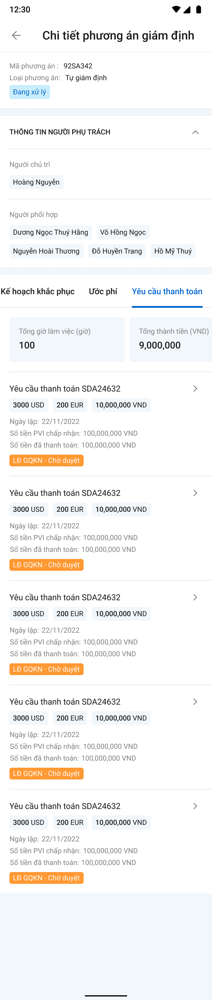 12:30
Chi tiết phương án giám định
Mã phương án : 92SA342
Loại phương án: Tự giám định
Đang xử lý
THÔNG TIN NGƯỜI PHỤ TRÁCH
Người chủ trì
Hoàng Nguyễn
Người phối hợp
Dương Ngọc Thuý Hằng Võ Hồng Ngọc
Nguyễn Hoài Thương Đỗ Huyền Trang Hồ Mỹ Thuý
Kế hoạch khắc phục Ước phí Yêu cầu thanh toán
Tổng giờ làm việc (giờ) Tổng thành tiền (VND)
100 9,000,000
Yêu cầu thanh toán SDA24632
3000 USD 200 EUR 10,000,000 VND
Ngày lập: 22/11/2022
Số tiền PVI chấp nhận: 100,000,000 VND
Số tiền đã thanh toán: 100,000,000 VND
LĐ GQKN - Chờ duyệt
Yêu cầu thanh toán SDA24632
3000 USD 200 EUR 10,000,000 VND
Ngày lập: 22/11/2022
Số tiền PVI chấp nhận: 100,000,000 VND
Số tiền đã thanh toán: 100,000,000 VND
LĐ GQKN - Chờ duyệt
Yêu cầu thanh toán SDA24632
3000 USD 200 EUR 10,000,000 VND
Ngày lập: 22/11/2022
Số tiền PVI chấp nhận: 100,000,000 VND
Số tiền đã thanh toán: 100,000,000 VND
LĐ GQKN - Chờ duyệt
Yêu cầu thanh toán SDA24632
3000 USD 200 EUR 10,000,000 VND
Ngày lập: 22/11/2022
Số tiền PVI chấp nhận: 100,000,000 VND
Số tiền đã thanh toán: 100,000,000 VND
LĐ GQKN - Chờ duyệt
Yêu cầu thanh toán SDA24632
3000 USD 200 EUR 10,000,000 VND
Ngày lập: 22/11/2022
Số tiền PVI chấp nhận: 100,000,000 VND
Số tiền đã thanh toán: 100,000,000 VND
LĐ GQKN - Chờ duyệt